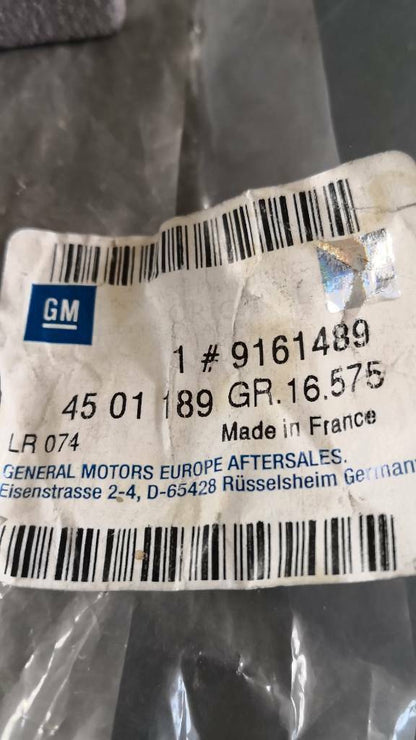 GM
1 # 9161489
45 01 189 GR.16.575
LR 074
Made in France
GENERAL MOTORS EUROPE AFTERSALES.
Eisenstrasse 2-4, D-65428 Rüsselsheim Germany